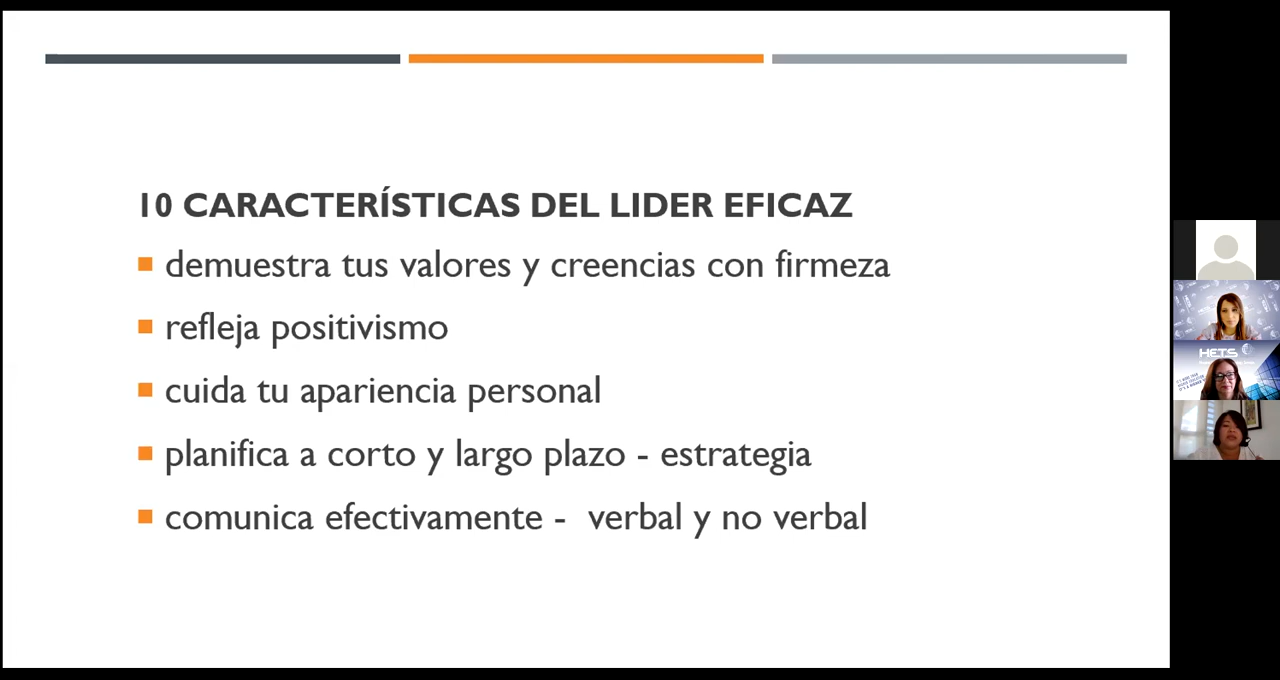 10 CARACTERÍSTICAS DEL LIDER EFICAZ
demuestra tus valores y creencias con firmeza
refleja positivismo
cuida tu apariencia personal
planifica a corto y largo plazo - estrategia
comunica efectivamente -  verbal y no verbal
HETS